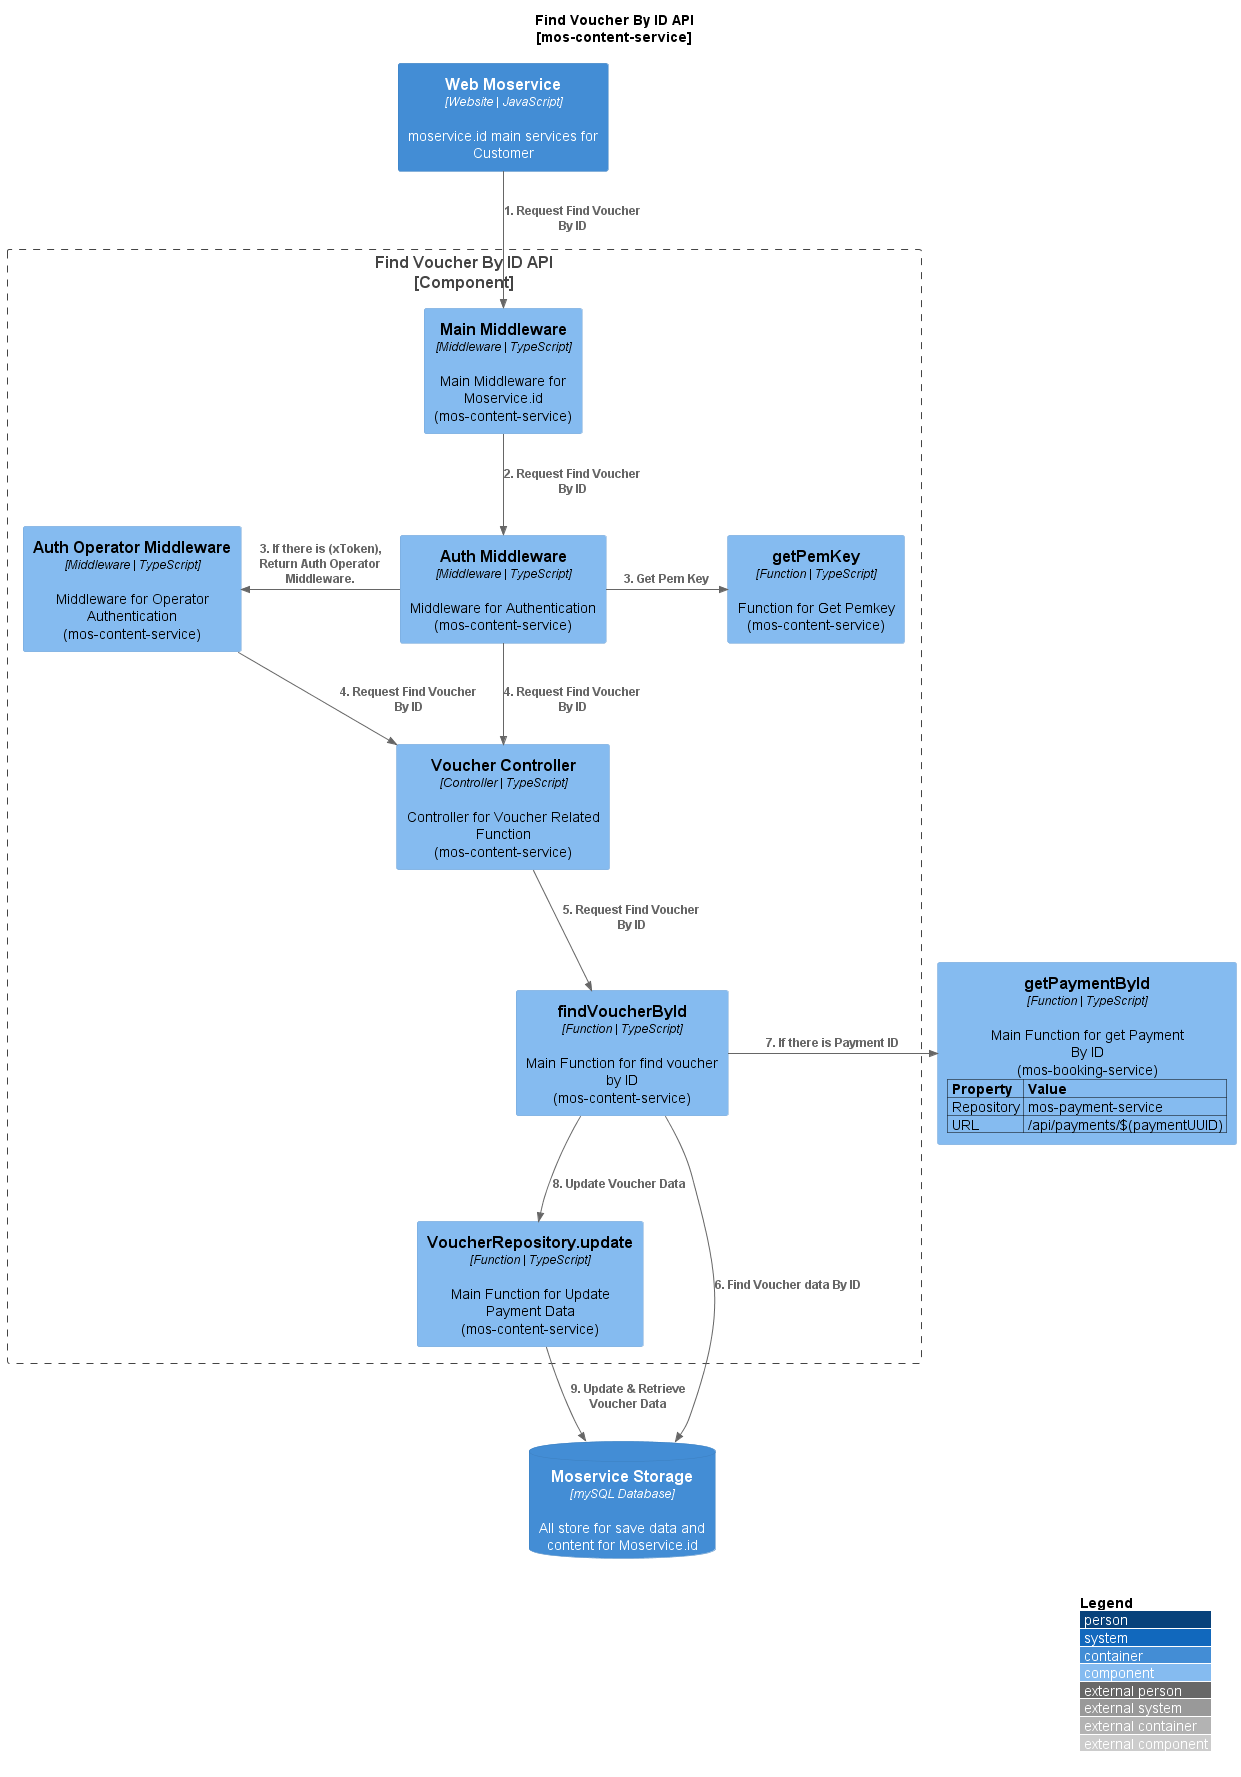 Find Voucher By ID API
[mos-content-service]
Web Moservice
[Website | JavaScript]
moservice.id main services for
Customer
1. Request Find Voucher
By ID
Find Voucher By ID API
[Component]
Main Middleware
[Middleware | TypeScript]
Main Middleware for
Moservice.id
(mos-content-service)
2. Request Find Voucher
By ID
Auth Operator Middleware
[Middleware | TypeScript]
Middleware for Operator
Authentication
(mos-content-service)
3. If there is (xToken),
Return Auth Operator
Middleware.
Auth Middleware
[Middleware | TypeScript]
Middleware for Authentication
(mos-content-service)
3. Get Pem Key
getPemKey
[Function | TypeScript]
Function for Get Pemkey
(mos-content-service)
4. Request Find Voucher
By ID
4. Request Find Voucher
By ID
Voucher Controller
[Controller | TypeScript]
Controller for Voucher Related
Function
(mos-content-service)
5. Request Find Voucher
By ID
findVoucherById
[Function | TypeScript]
Main Function for find voucher
by ID
(mos-content-service)
7. If there is Payment ID
getPaymentById
[Function | TypeScript]
Main Function for get Payment
By ID
(mos-booking-service)
Property Value
Repository mos-payment-service
URL /api/payments/$(paymentUUID)
8. Update Voucher Data
VoucherRepository.update
[Function | TypeScript]
Main Function for Update
Payment Data
(mos-content-service)
6. Find Voucher data By ID
9. Update & Retrieve
Voucher Data
Moservice Storage
[mySQL Database]
All store for save data and
content for Moservice.id
Legend
person
system
container
component
external person
external system
external container
external component